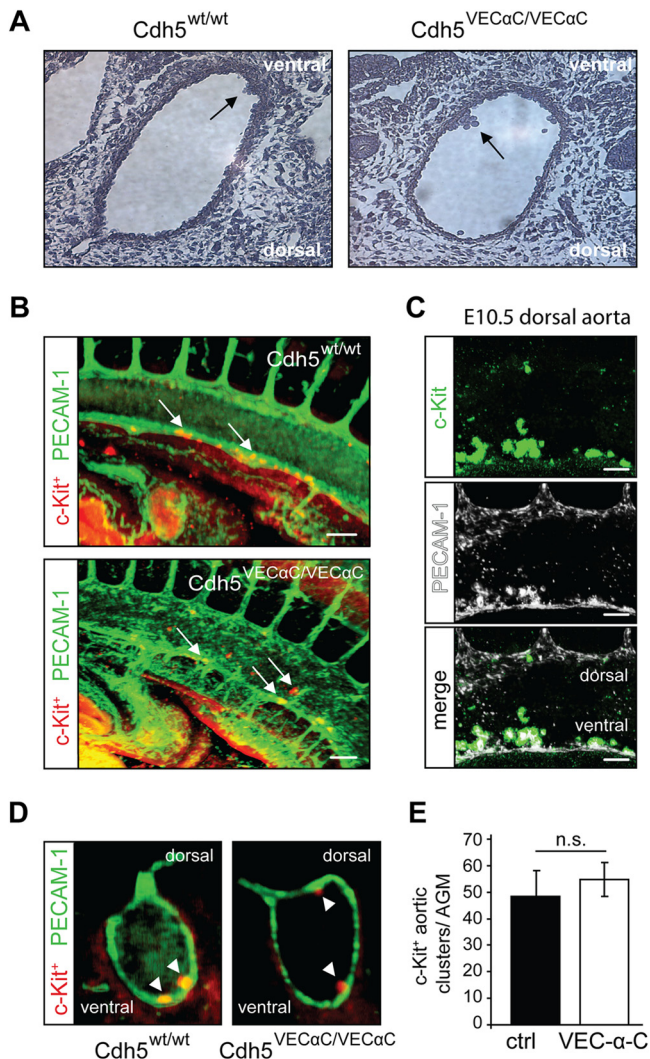 A
Cdh5wt/wt
Cdh5VECαC/VECαC
ventral
dorsal
ventral
dorsal
B
c-Kit+ PECAM-1
Cdh5wt/wt
c-Kit+ PECAM-1
Cdh5VECαC/VECαC
C
E10.5 dorsal aorta
c-Kit
PECAM-1
merge
dorsal
ventral
D
c-Kit+ PECAM-1
dorsal
ventral
Cdh5wt/wt
dorsal
ventral
Cdh5VECαC/VECαC
E
c-Kit+ aortic
clusters/ AGM
70
60
50
40
30
20
10
0
n.s.
ctrl
VEC-α-C